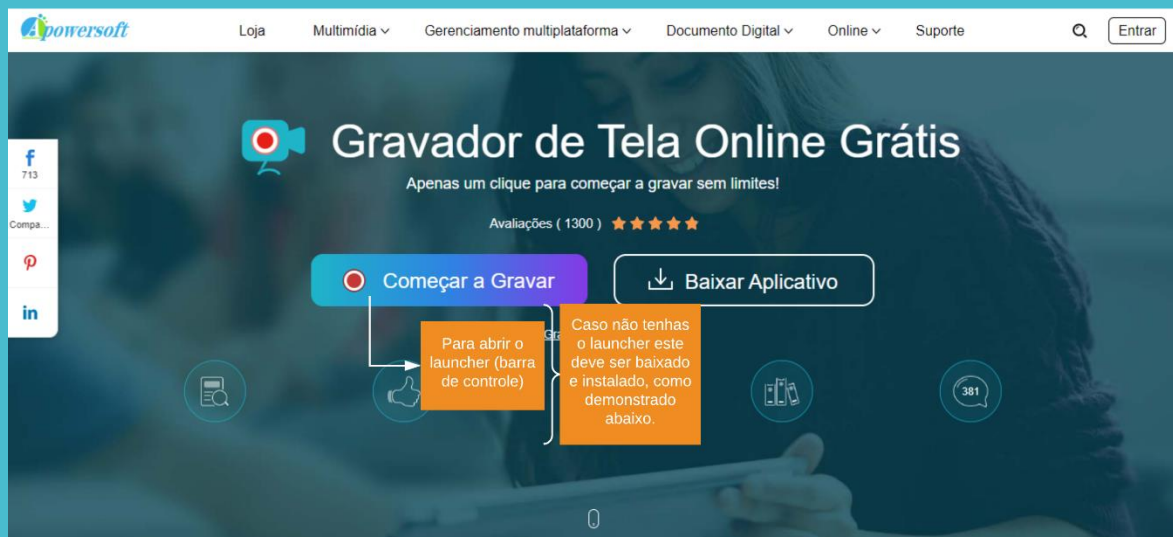 Apowersoft
Loja
Multimídia
Gerenciamento multiplataforma
Documento Digital
Online
Suporte
Entrar
Gravador de Tela Online Grátis
Apenas um clique para começar a gravar sem limites!
Avaliações ( 1300 )
f
713
Compa...
in
Começar a Gravar
Baixar Aplicativo
Para abrir o
launcher (barra
de controle)
Caso não tenhas
o launcher este
deve ser baixado
e instalado, como
demonstrado
abaixo.
381